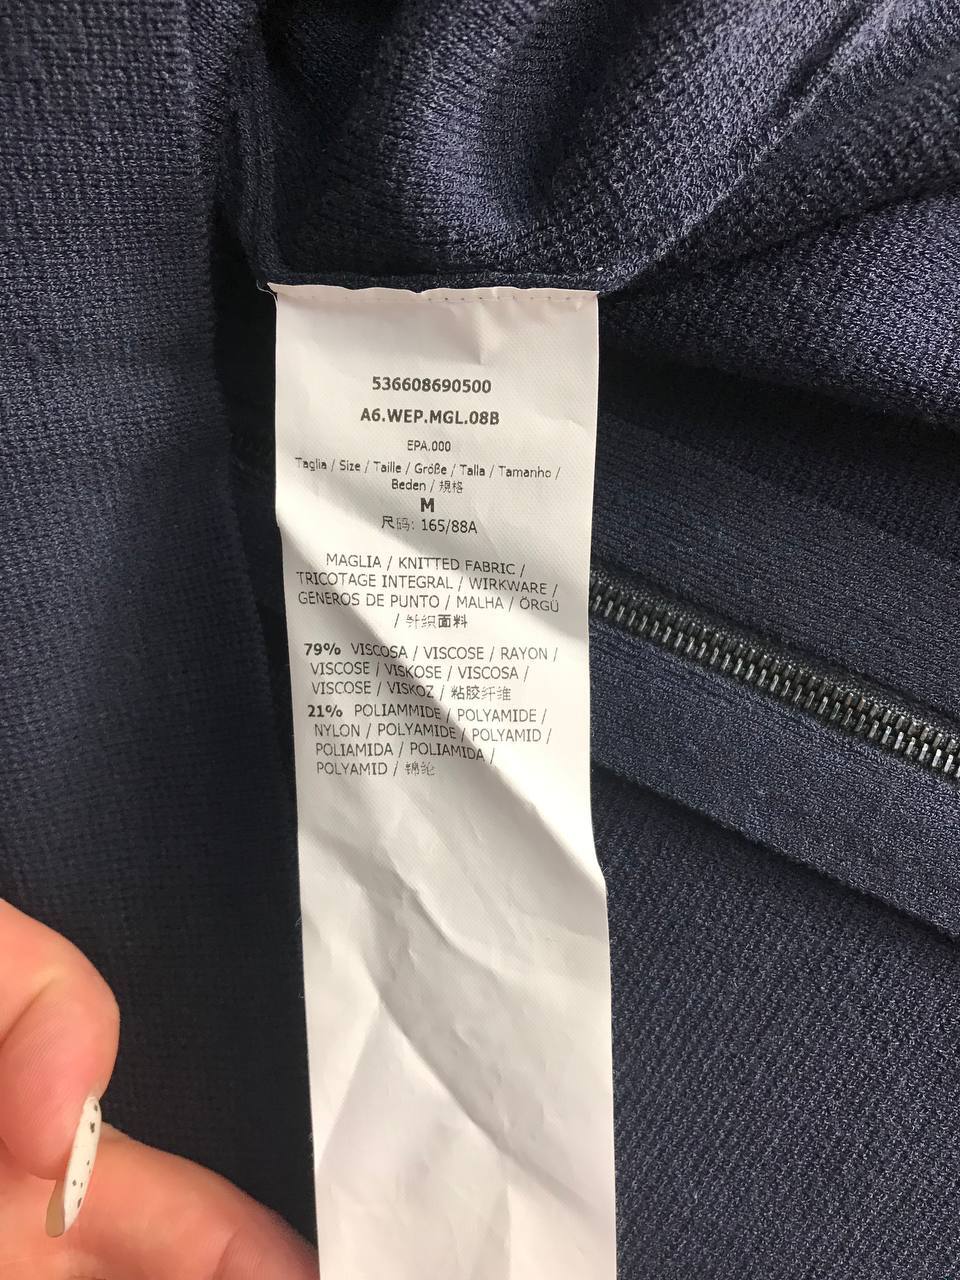 536608690500
A6.WEP.MGL.08B
EPA.000
Taglia / Size / Taille / Größe / Talla / Tamanho /
Beden / 規格
M
尺码: 165/88A
MAGLIA / KNITTED FABRIC /
TRICOTAGE INTEGRAL / WIRKWARE /
GENEROS DE PUNTO / MALHA / ÖRGÜ
/ 针织面料
79% VISCOSA / VISCOSE / RAYON /
VISCOSE / VISKOSE / VISCOSA /
VISCOSE / VISKOZ / 粘胶纤维
21% POLIAMMIDE / POLYAMIDE /
NYLON / POLYAMIDE / POLYAMID /
POLIAMIDA / POLIAMIDA /
POLYAMID / 锦纶